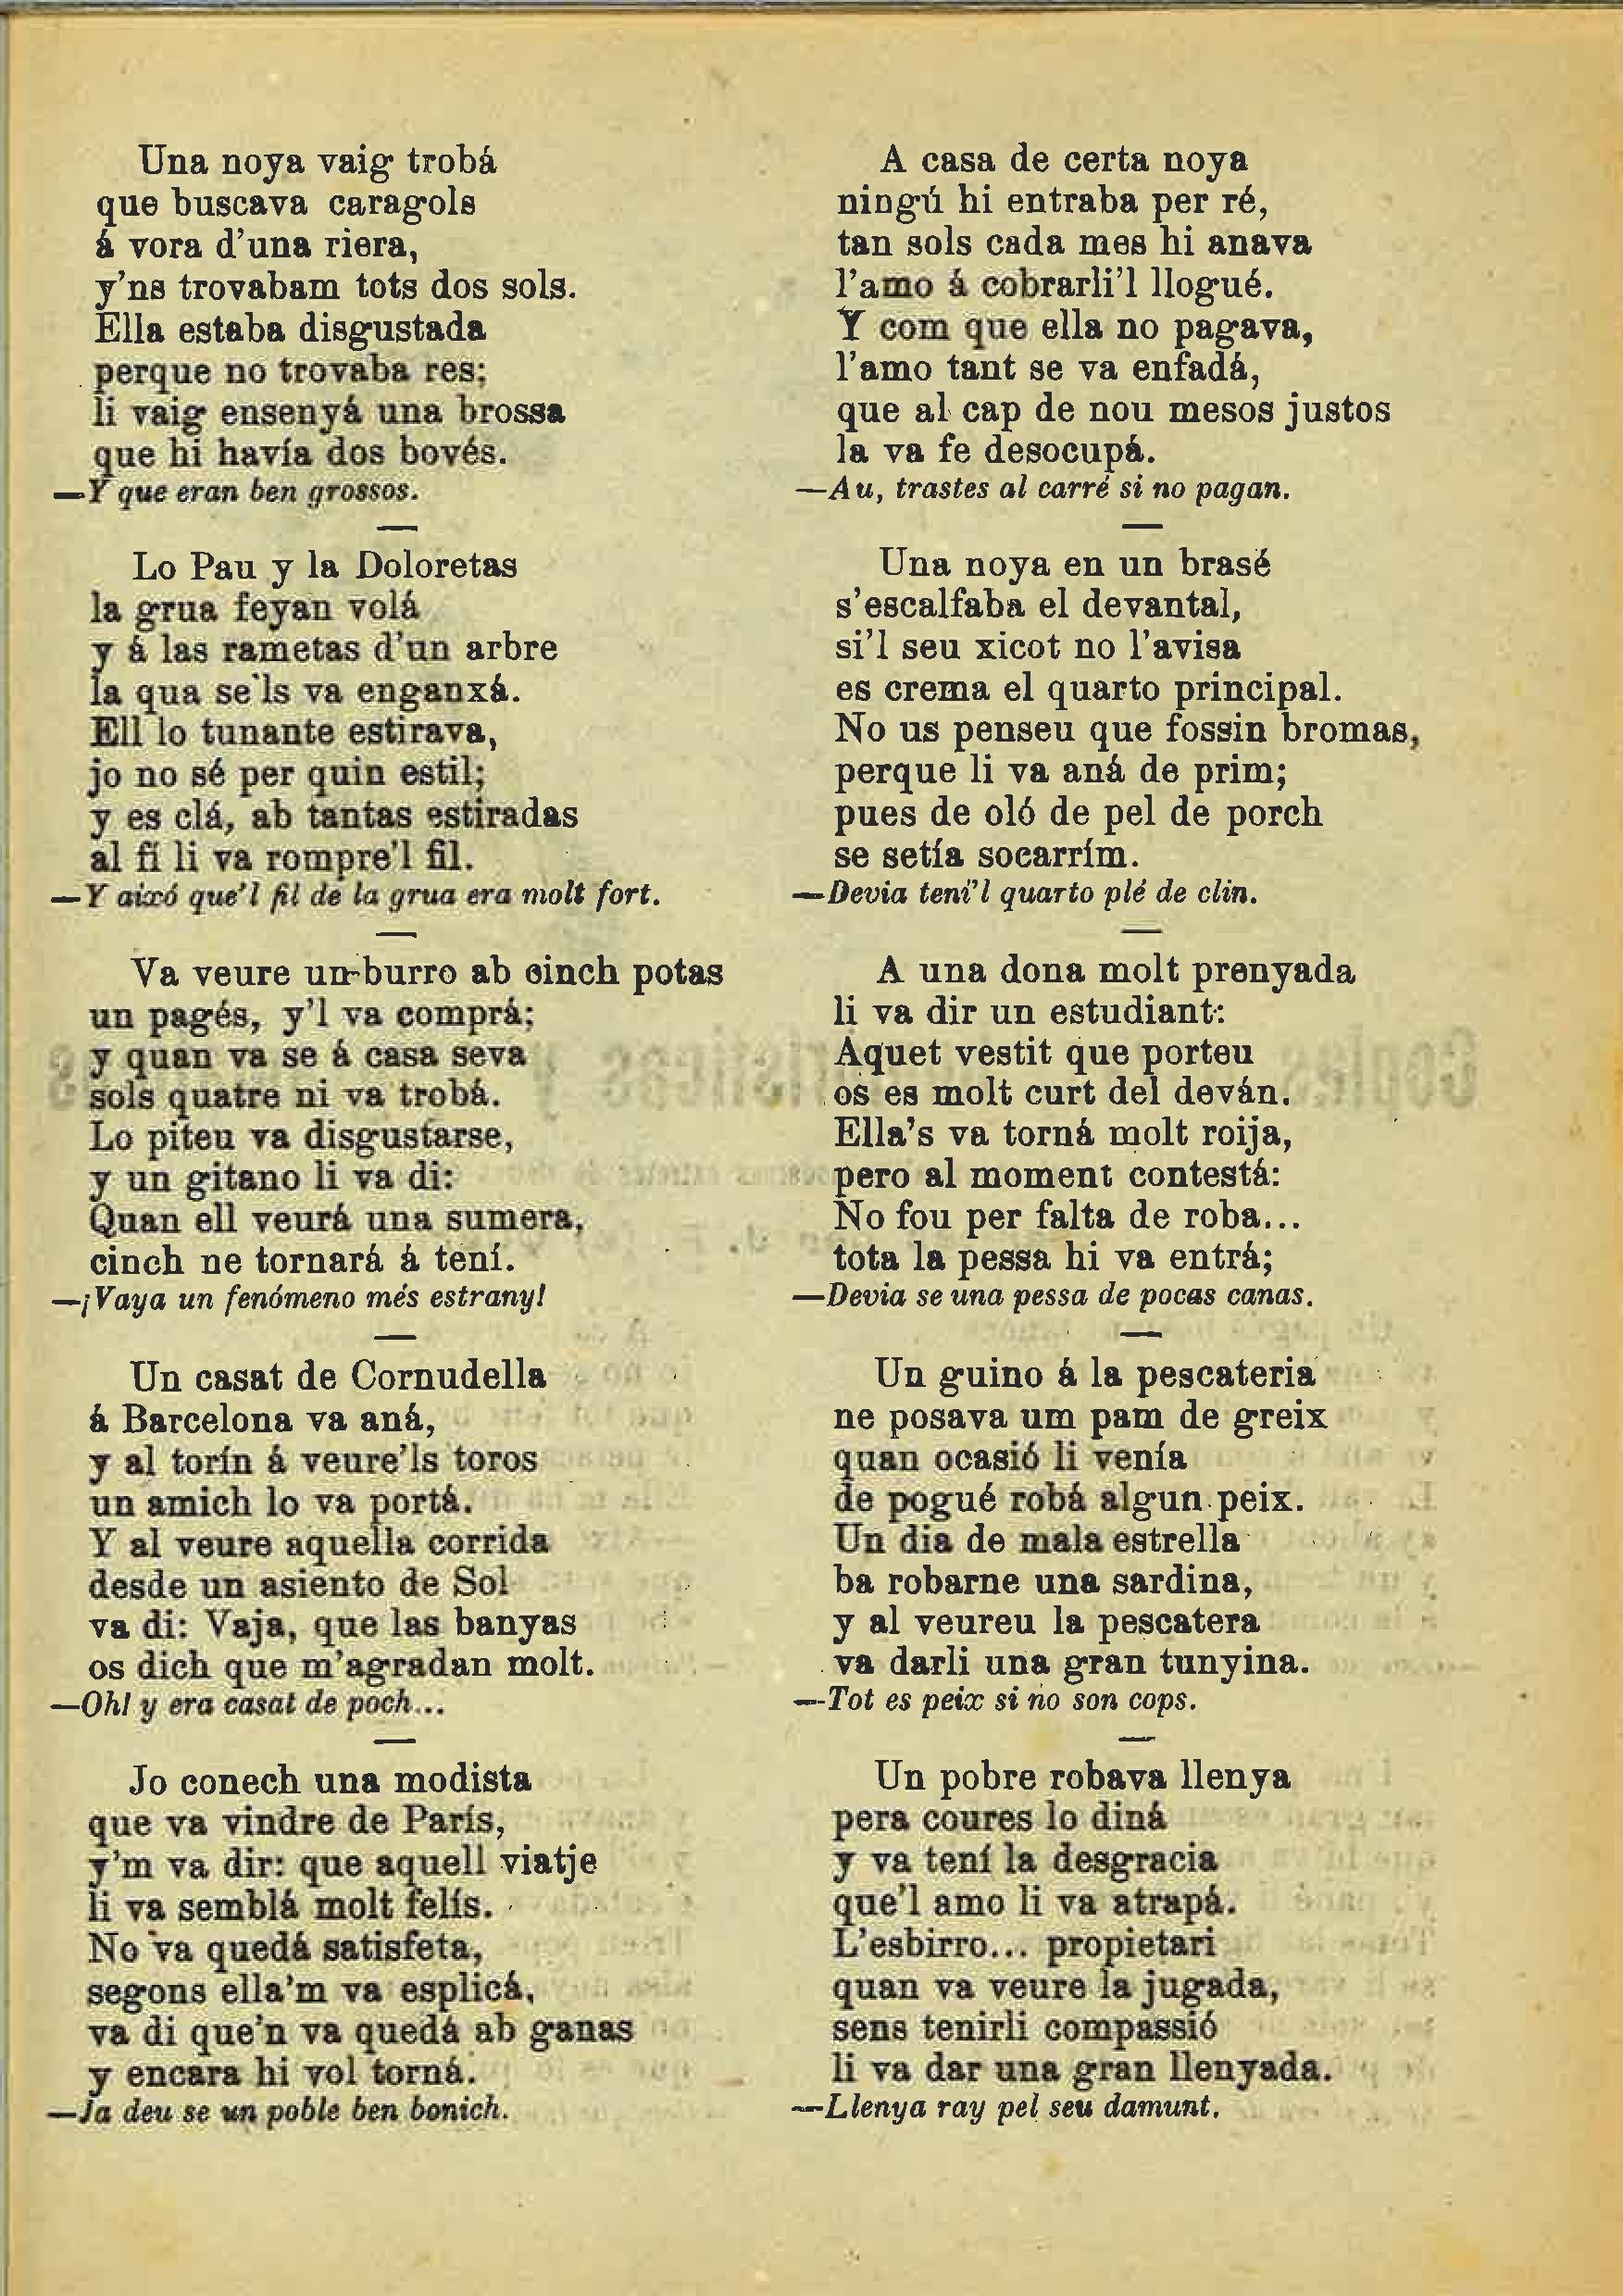 Una noya vaig trobá
que buscava caragols
á vora d'una riera,
y'ns trovabam tots dos sols.
Ella estaba disgustada
perque no trovaba res;
li vaig ensenyá una brossa
que hi havía dos bovés.
—Y que eran ben grossos.
Lo Pau y la Doloretas
la grua feyan volá
y á las rametas d'un arbre
la qua se'ls va enganxá.
Ell lo tunante estirava,
jo no sé per quin estil;
y es clá, ab tantas estiradas
al fí li va rompre'l fil.
—Y aixó que'l fil de la grua era molt fort.
Va veure un burro ab cinch potas
un pagés, y'l va comprá;
y quan va se á casa seva
sols quatre ni va trobá.
Lo piteu va disgustarse,
y un gitano li va di:
Quan ell veurá una sumera,
cinch ne tornará á tení.
—¡Vaya un fenómeno més estrany!
Un casat de Cornudella
á Barcelona va aná,
y al torín á veure'ls toros
un amich lo va portá.
Y al veure aquella corrida
desde un asiento de Sol
va di: Vaja, que las banyas
os dich que m'agradan molt.
—Oh! y era casat de poch...
Jo conech una modista
que va vindre de París,
y'm va dir: que aquell viatje
li va semblá molt felís.
No va quedá satisfeta,
segons ella'm va esplicá,
va di que'n va quedá ab ganas
y encara hi vol torná.
—Ja deu se un poble ben bonich.
A casa de certa noya
ningú hi entraba per ré,
tan sols cada mes hi anava
l'amo á cobrarli'l llogué.
Y com que ella no pagava,
l'amo tant se va enfadá,
que al cap de nou mesos justos
la va fe desocupá.
—Au, trastes al carré si no pagan.
Una noya en un brasé
s'escalfaba el devantal,
si'l seu xicot no l'avisa
es crema el quarto principal.
No us penseu que fossin bromas,
perque li va aná de prim;
pues de oló de pel de porch
se setía socarrím.
—Devia tení'l quarto plé de clin.
A una dona molt prenyada
li va dir un estudiant:
Aquet vestit que porteu
os es molt curt del deván.
Ella's va torná molt roija,
pero al moment contestá:
No fou per falta de roba...
tota la pessa hi va entrá;
—Devia se una pessa de pocas canas.
Un guino á la pescateria
ne posava um pam de greix
quan ocasió li venía
de pogué robá algun peix.
Un dia de mala estrella
ba robarne una sardina,
y al veureu la pescatera
va darli una gran tunyina.
—Tot es peix si no son cops.
Un pobre robava llenya
pera coures lo diná
y va tení la desgracia
que'l amo li va atrapá.
L'esbirro... propietari
quan va veure la jugada,
sens tenirli compassió
li va dar una gran llenyada.
—Llenya ray pel seu damunt.